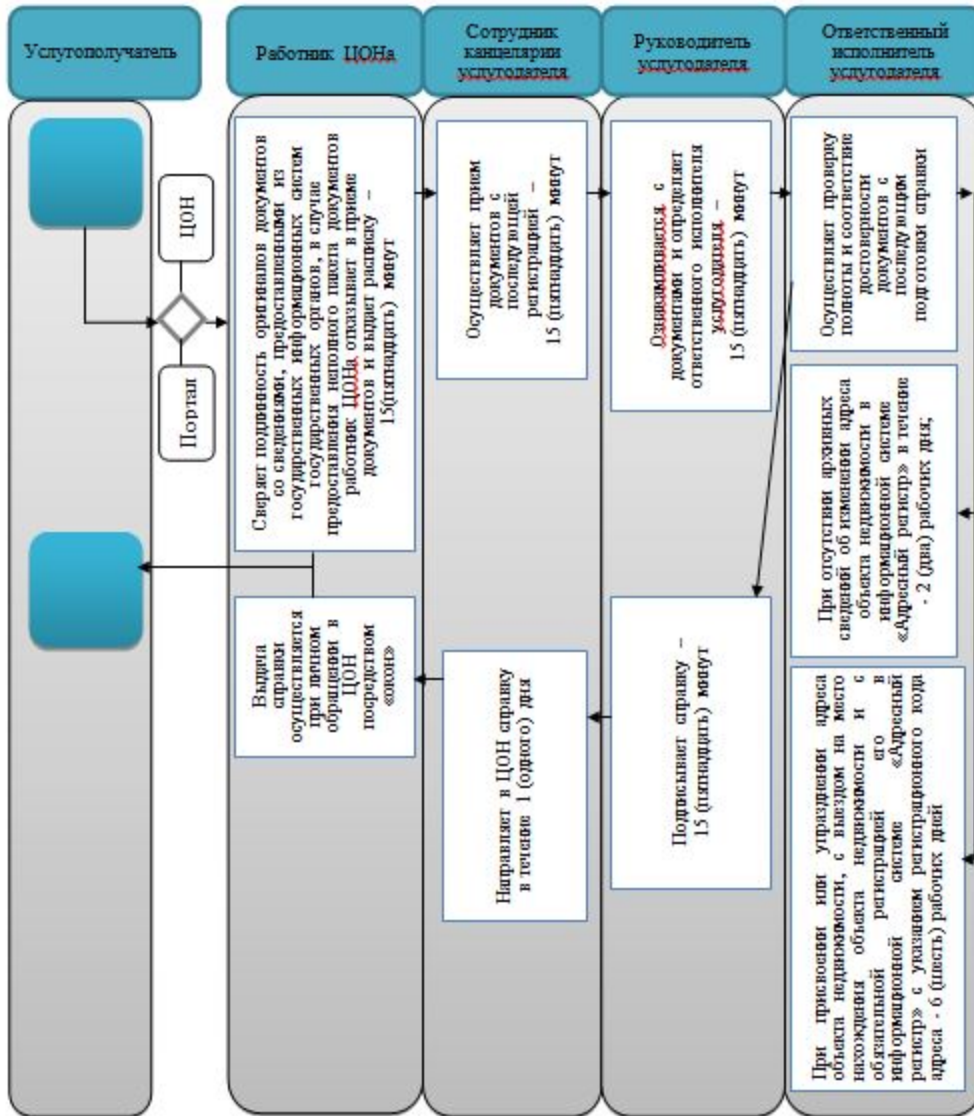 Услугополучатель
Работник ЦОНа
Сотрудник
канцелярии
услугодателя
Руководитель
услугодателя
Ответственный
исполнитель
услугодателя
Портал
ЦОН
Сверяет подлинность оригиналов документов
со сведениями, предоставленными из
государственных информационных систем
государственных органов, в случае
предоставления неполного пакета документов
работник ЦОНа отказывает в приеме
документов и выдает расписку –
15(пятнадцать) минут
Осуществляет прием
документов с
последующей
регистрацией –
15 (пятнадцать) минут
Ознакамливается с
документами и определяет
ответственного исполнителя
услугодателя –
15 (пятнадцать) минут
Осуществляет проверку
полноты и соответствие
достоверности
документов с
последующим
подготовки справки
При отсутствии архивных
сведений об изменении адреса
объекта недвижимости в
информационной системе
«Адресный регистр» в течение
- 2 (два) рабочих дня;
При присвоении или упразднении адреса
объекта недвижимости, с выездом на место
нахождения объекта недвижимости и с
обязательной регистрацией его в
информационной системе «Адресный
регистр» с указанием регистрационного кода
адреса - 6 (шесть) рабочих дней
Подписывает справку –
15 (пятнадцать) минут
Направляет в ЦОН справку
в течение 1 (одного) дня
Выдача
справки
осуществляется
при личном
обращении в
ЦОН
посредством
«окон»